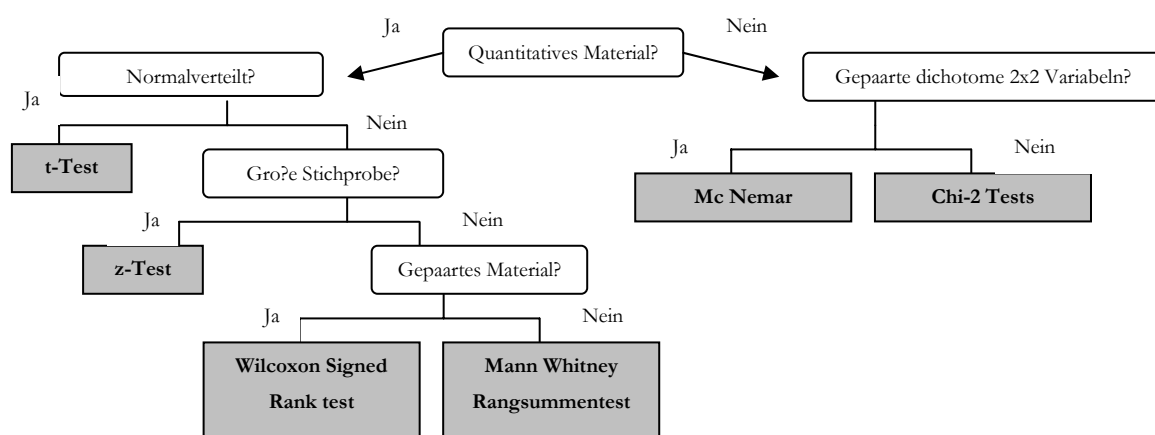 Ja
Nein
Quantitatives Material?
Normalverteilt?
Gepaarte dichotome 2x2 Variabeln?
Ja
Nein
t-Test
Gro?e Stichprobe?
Ja
Nein
Mc Nemar
Chi-2 Tests
Ja
Nein
z-Test
Gepaartes Material?
Ja
Nein
Wilcoxon Signed
Rank test
Mann Whitney
Rangsummentest